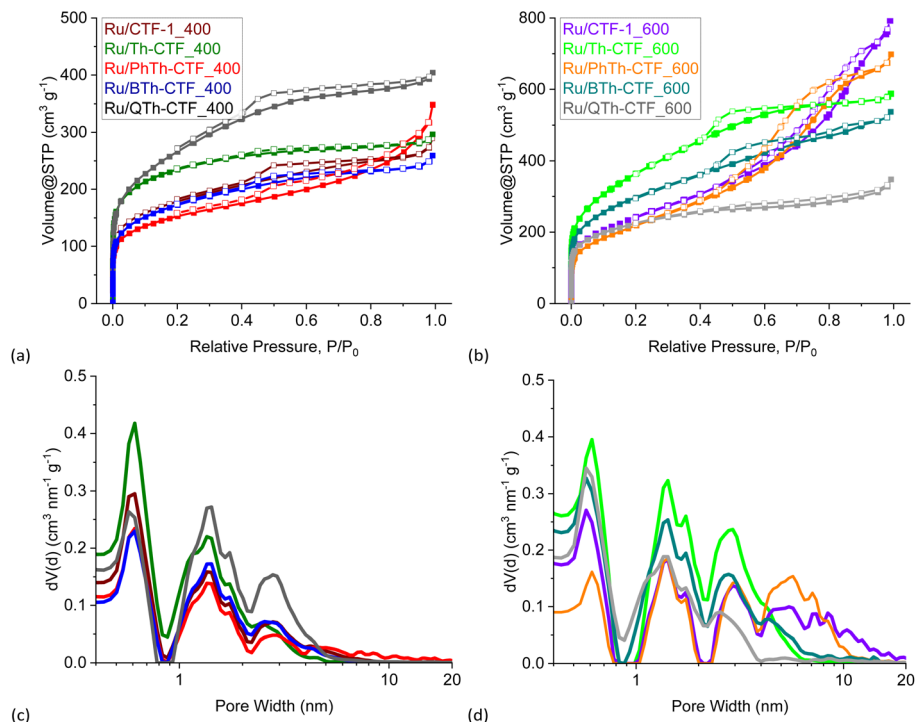 500
400
300
200
100
0
Volume@STP (cm³ g⁻¹)
Ru/CTF-1_400
Ru/Th-CTF_400
Ru/PhTh-CTF_400
Ru/BTh-CTF_400
Ru/QTh-CTF_400
0.0 0.2 0.4 0.6 0.8 1.0
Relative Pressure, P/P₀
(a)
800
600
400
200
0
Volume@STP (cm³ g⁻¹)
Ru/CTF-1_600
Ru/Th-CTF_600
Ru/PhTh-CTF_600
Ru/BTh-CTF_600
Ru/QTh-CTF_600
0.0 0.2 0.4 0.6 0.8 1.0
Relative Pressure, P/P₀
(b)
0.5
0.4
0.3
0.2
0.1
0.0
dV(d) (cm³ nm⁻¹ g⁻¹)
1 10 20
Pore Width (nm)
(c)
0.5
0.4
0.3
0.2
0.1
0.0
dV(d) (cm³ nm⁻¹ g⁻¹)
1 10 20
Pore Width (nm)
(d)